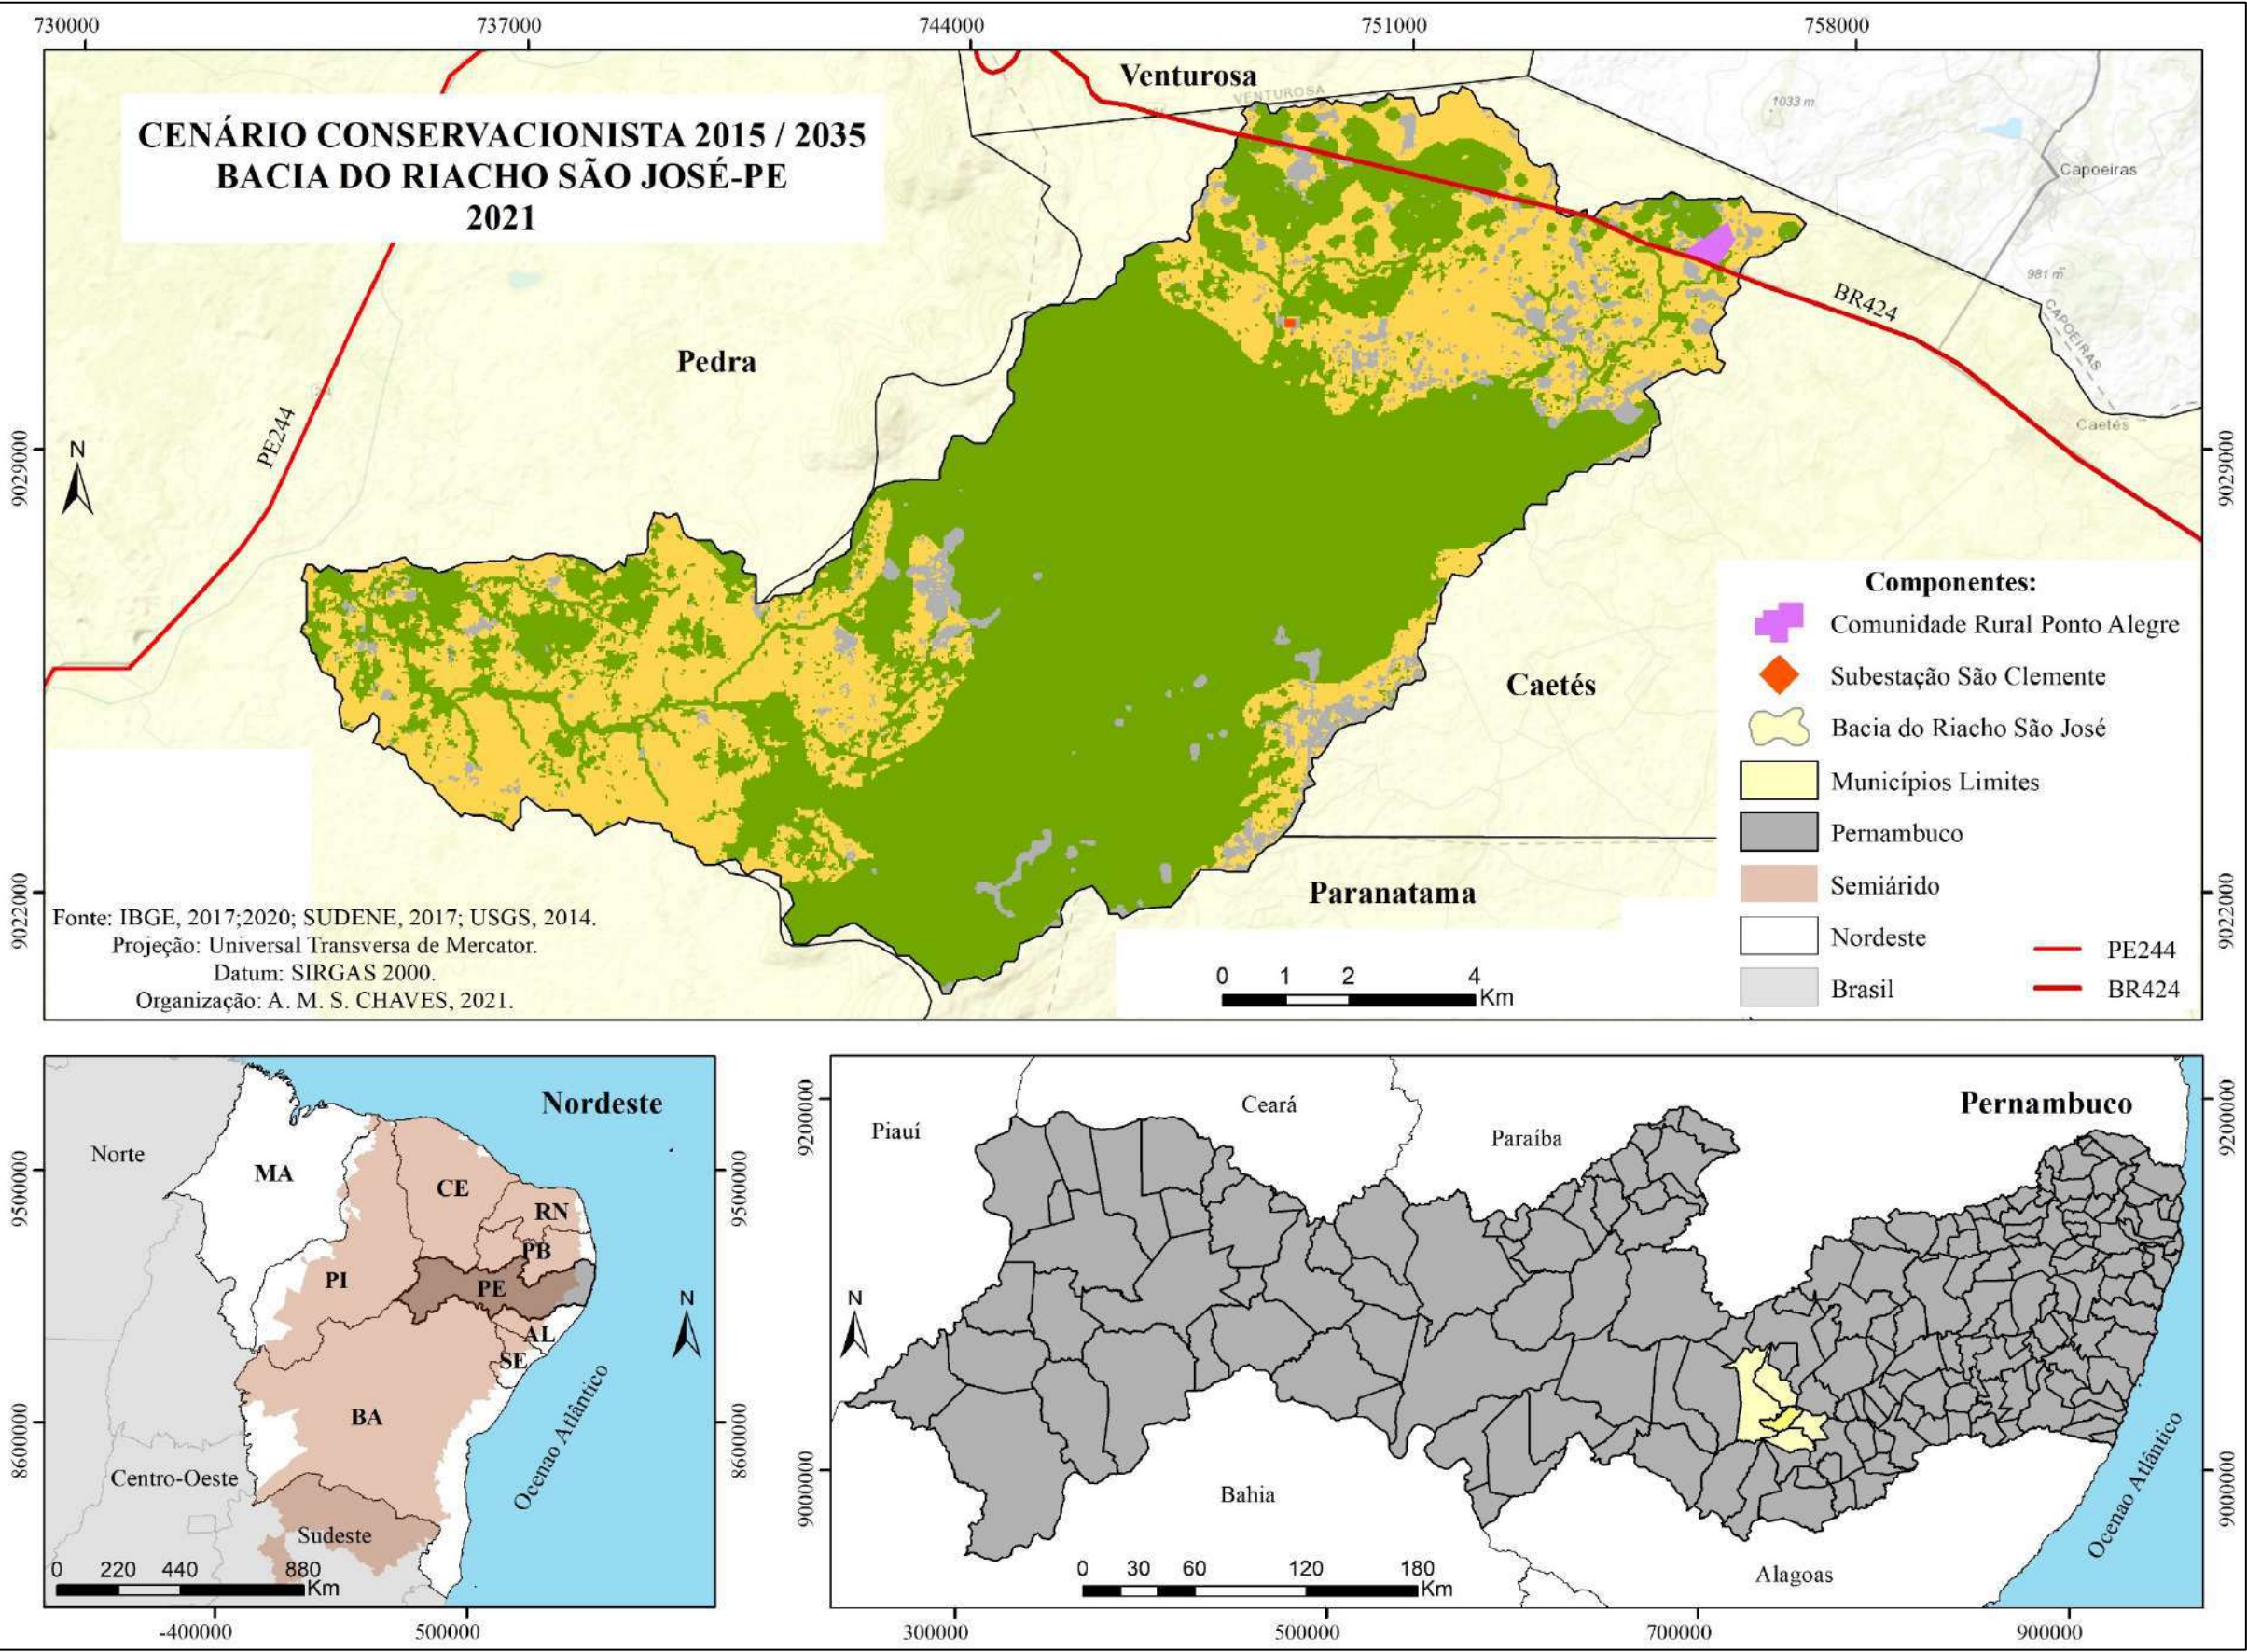 730000
737000
744000
751000
758000
Venturosa
VENTUROSA
1033 m
Capoeiras
CENÁRIO CONSERVACIONISTA 2015 / 2035
BACIA DO RIACHO SÃO JOSÉ-PE
2021
981 m
BR424
CAPOEIRAS
Pedra
PE244
Caetés
N
9029000
9029000
Componentes:
Comunidade Rural Ponto Alegre
Subestação São Clemente
Bacia do Riacho São José
Municípios Limites
Pernambuco
Semiárido
Nordeste
Brasil
PE244
BR424
Caetés
Paranatama
9022000
9022000
Fonte: IBGE, 2017;2020; SUDENE, 2017; USGS, 2014.
Projeção: Universal Transversa de Mercator.
Datum: SIRGAS 2000.
Organização: A. M. S. CHAVES, 2021.
0 1 2 4
Km
Nordeste
Norte
MA
CE
RN
PB
PI
PE
AL
SE
BA
N
Ocenao Atlântico
Centro-Oeste
Sudeste
0 220 440 880
Km
9500000
9500000
8600000
8600000
-400000
500000
Pernambuco
Piauí
Ceará
Paraíba
N
Bahia
Alagoas
Ocenao Atlântico
0 30 60 120 180
Km
9200000
9200000
9000000
9000000
300000
500000
700000
900000